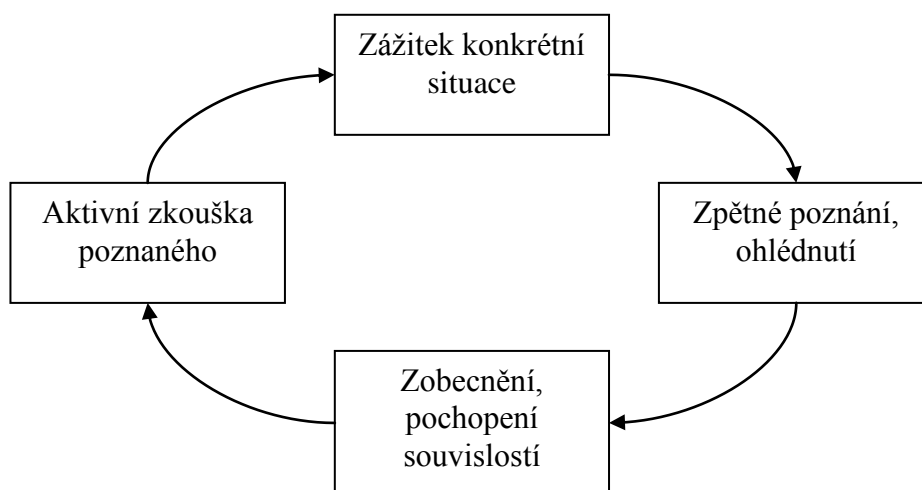 Zážitek konkrétní
situace
Aktivní zkouška
poznaného
Zpětné poznání,
ohlédnutí
Zobecnění,
pochopení
souvislostí